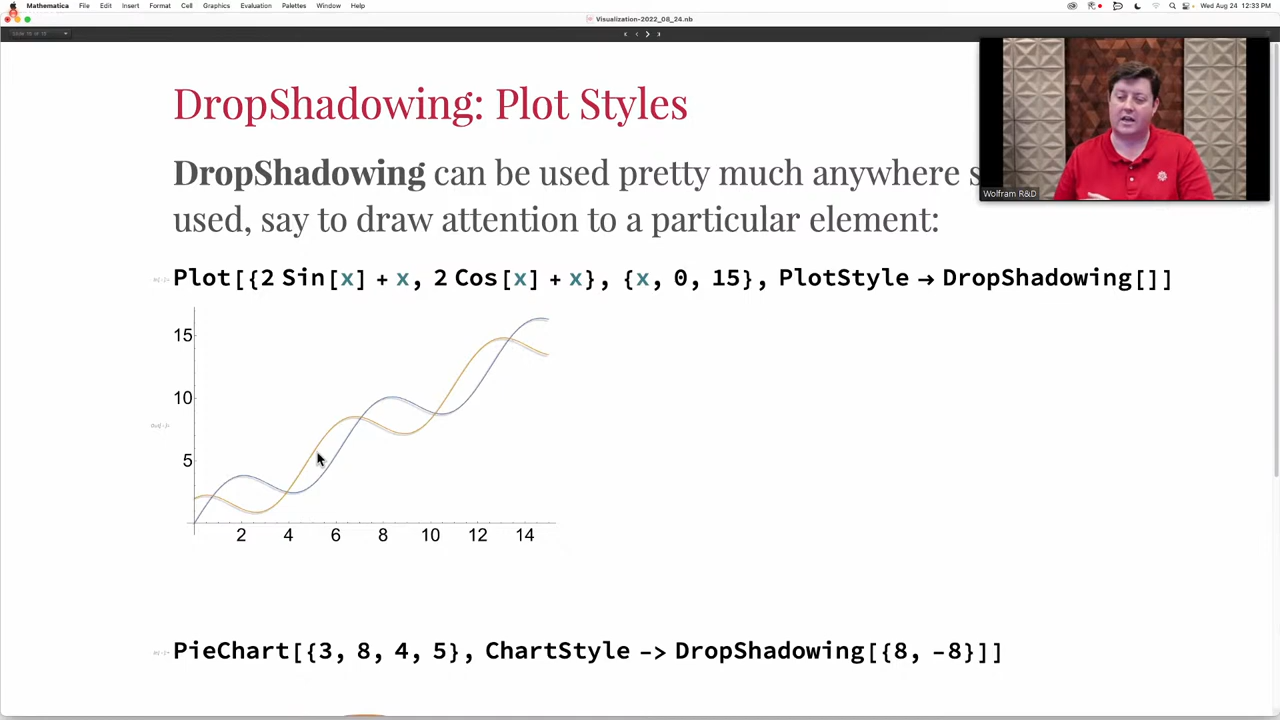 Mathematica File Edit Insert Format Cell Graphics Evaluation Palettes Window Help Wed Aug 24 12:33 PM
Visualization-2022_08_24.nb
DropShadowing: Plot Styles
DropShadowing can be used pretty much anywhere s
used, say to draw attention to a particular element:
Wolfram R&D
Plot[{2 Sin[x] + x, 2 Cos[x] + x}, {x, 0, 15}, PlotStyle → DropShadowing[]]
15
10
5
2 4 6 8 10 12 14
PieChart[{3, 8, 4, 5}, ChartStyle -> DropShadowing[{8, -8}]]